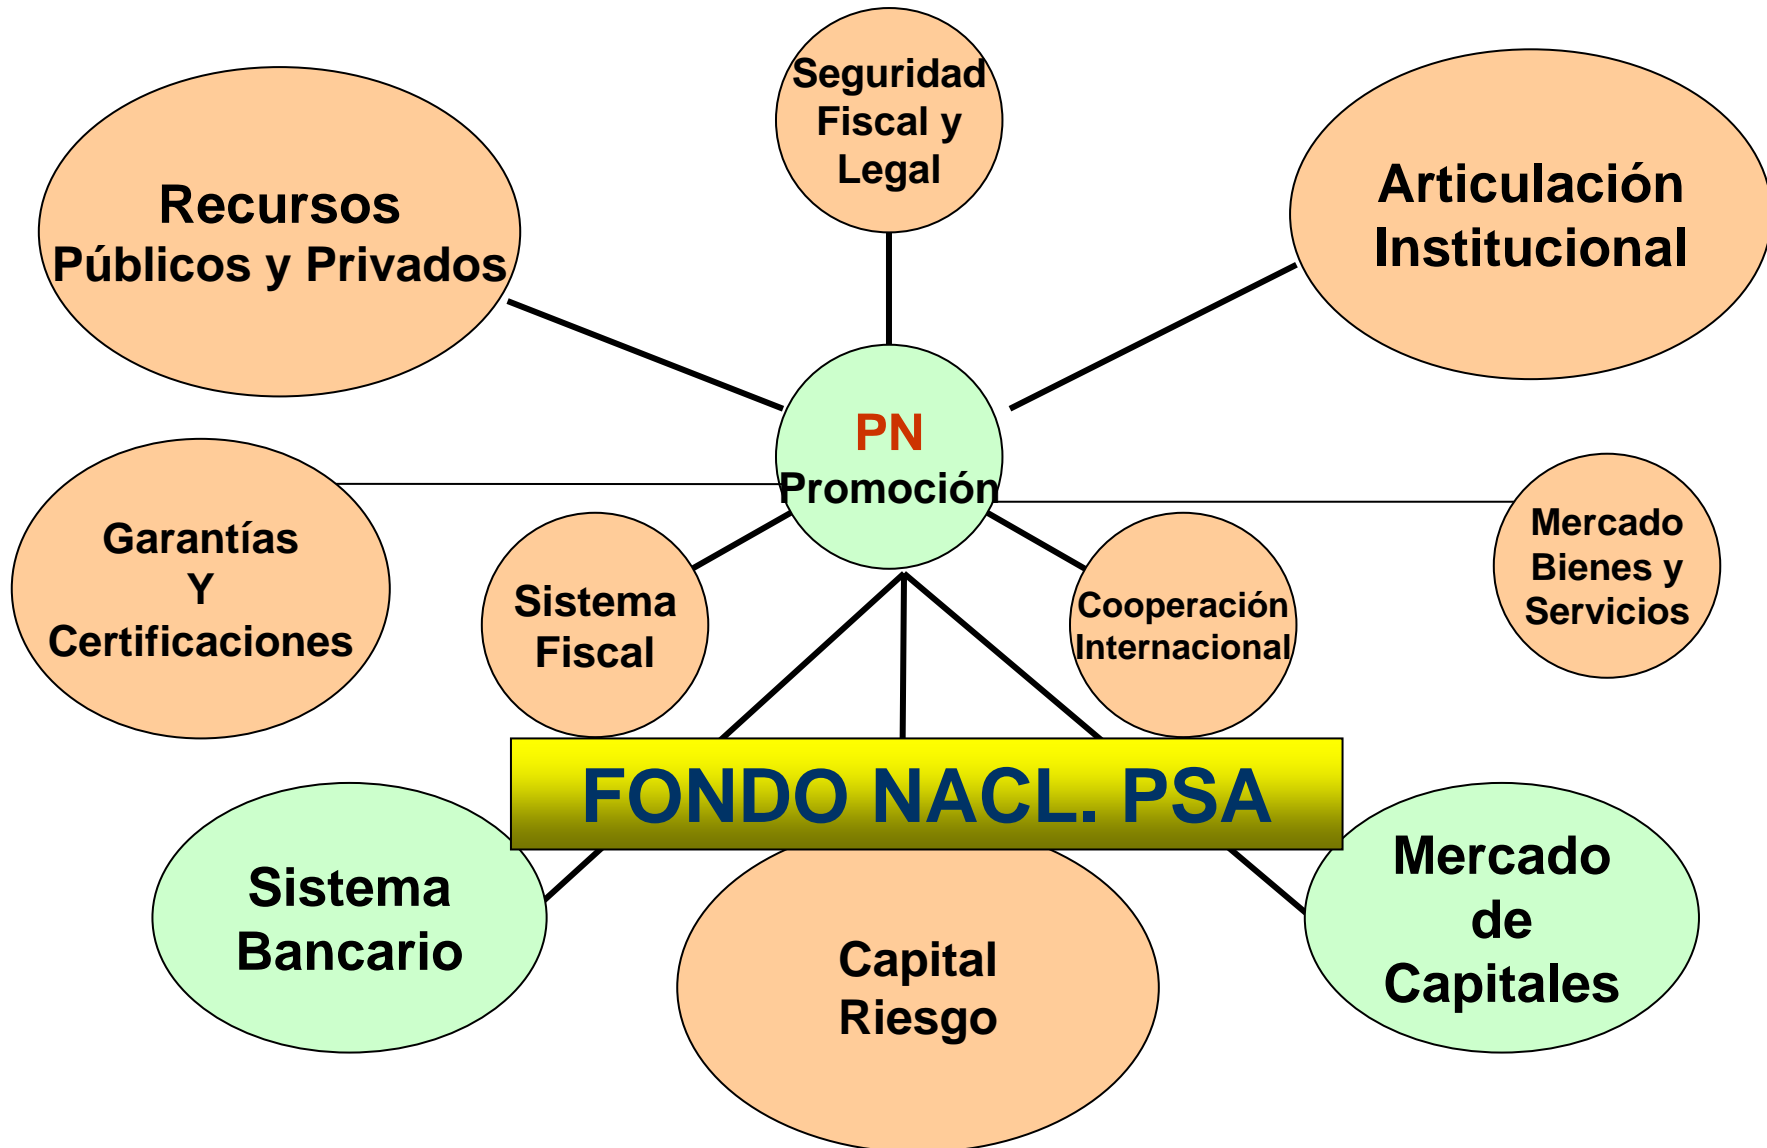 Seguridad
Fiscal y
Legal
Recursos
Públicos y Privados
Articulación
Institucional
PN
Promoción
Garantías
Y
Certificaciones
Sistema
Fiscal
Cooperación
Internacional
Mercado
Bienes y
Servicios
FONDO NACL. PSA
Sistema
Bancario
Capital
Riesgo
Mercado
de
Capitales